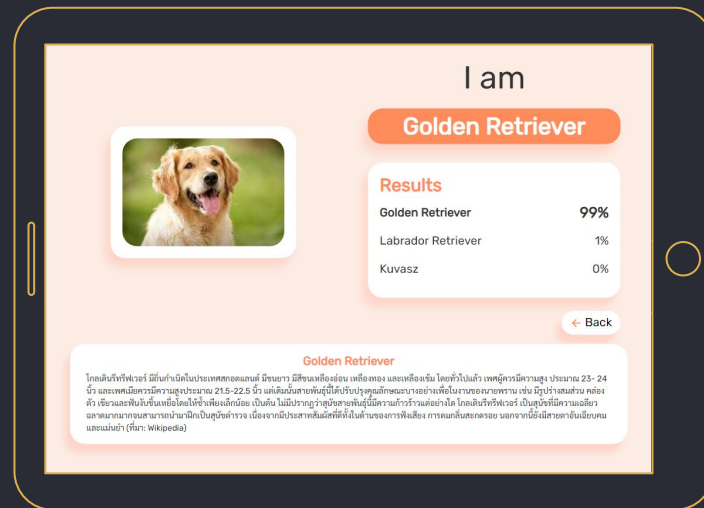 I am
Golden Retriever
Results
Golden Retriever 99%
Labrador Retriever 1%
Kuvasz 0%
← Back
Golden Retriever
โกลเดินรีทรีฟเวอร์ มีถิ่นกำเนิดในประเทศสกอตแลนด์ มีขนยาว มีสีขนเหลืองอ่อน เหลืองทอง และเหลืองเข้ม โดยทั่วไปแล้ว เพศผู้ควรมีความสูง ประมาณ 23- 24
นิ้ว และเพศเมียควรมีความสูงประมาณ 21.5-22.5 นิ้ว แต่เดิมนั้นสายพันธุ์นี้ได้ปรับปรุงคุณลักษณะบางอย่างเพื่อในงานของนายพราน เช่น มีรูปร่างสมส่วน คล่อง
ตัว เขียวและฟันงับชิ้นเหยื่อโดยให้ช้ำเพียงเล็กน้อย เป็นต้น ไม่มีปรากฏว่าสุนัขสายพันธุ์นี้มีความก้าวร้าวแต่อย่างใด โกลเดินรีทรีฟเวอร์ เป็นสุนัขที่มีความเฉลียว
ฉลาดมากมากจนสามารถนำมาฝึกเป็นสุนัขตำรวจ เนื่องจากมีประสาทสัมผัสที่ดีทั้งในด้านของการฟังเสียง การดมกลิ่นสะกดรอย นอกจากนี้ยังมีสายตาอันเฉียบคม
และแม่นยำ (ที่มา: Wikipedia)